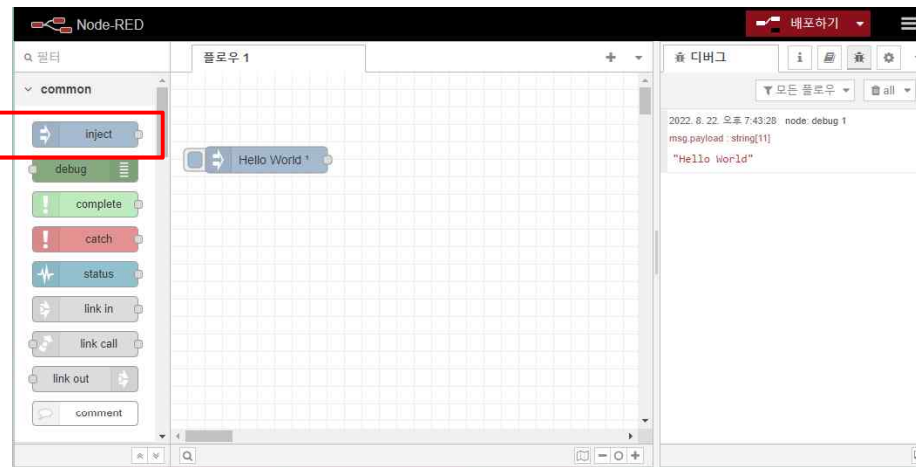 Node-RED
배포하기
필터
플로우 1
디버그
i
common
모든 플로우
all
inject
2022. 8. 22. 오후 7:43:28 node: debug 1
msg.payload : string[11]
"Hello World"
Hello World '
debug
complete
catch
status
link in
link call
link out
comment